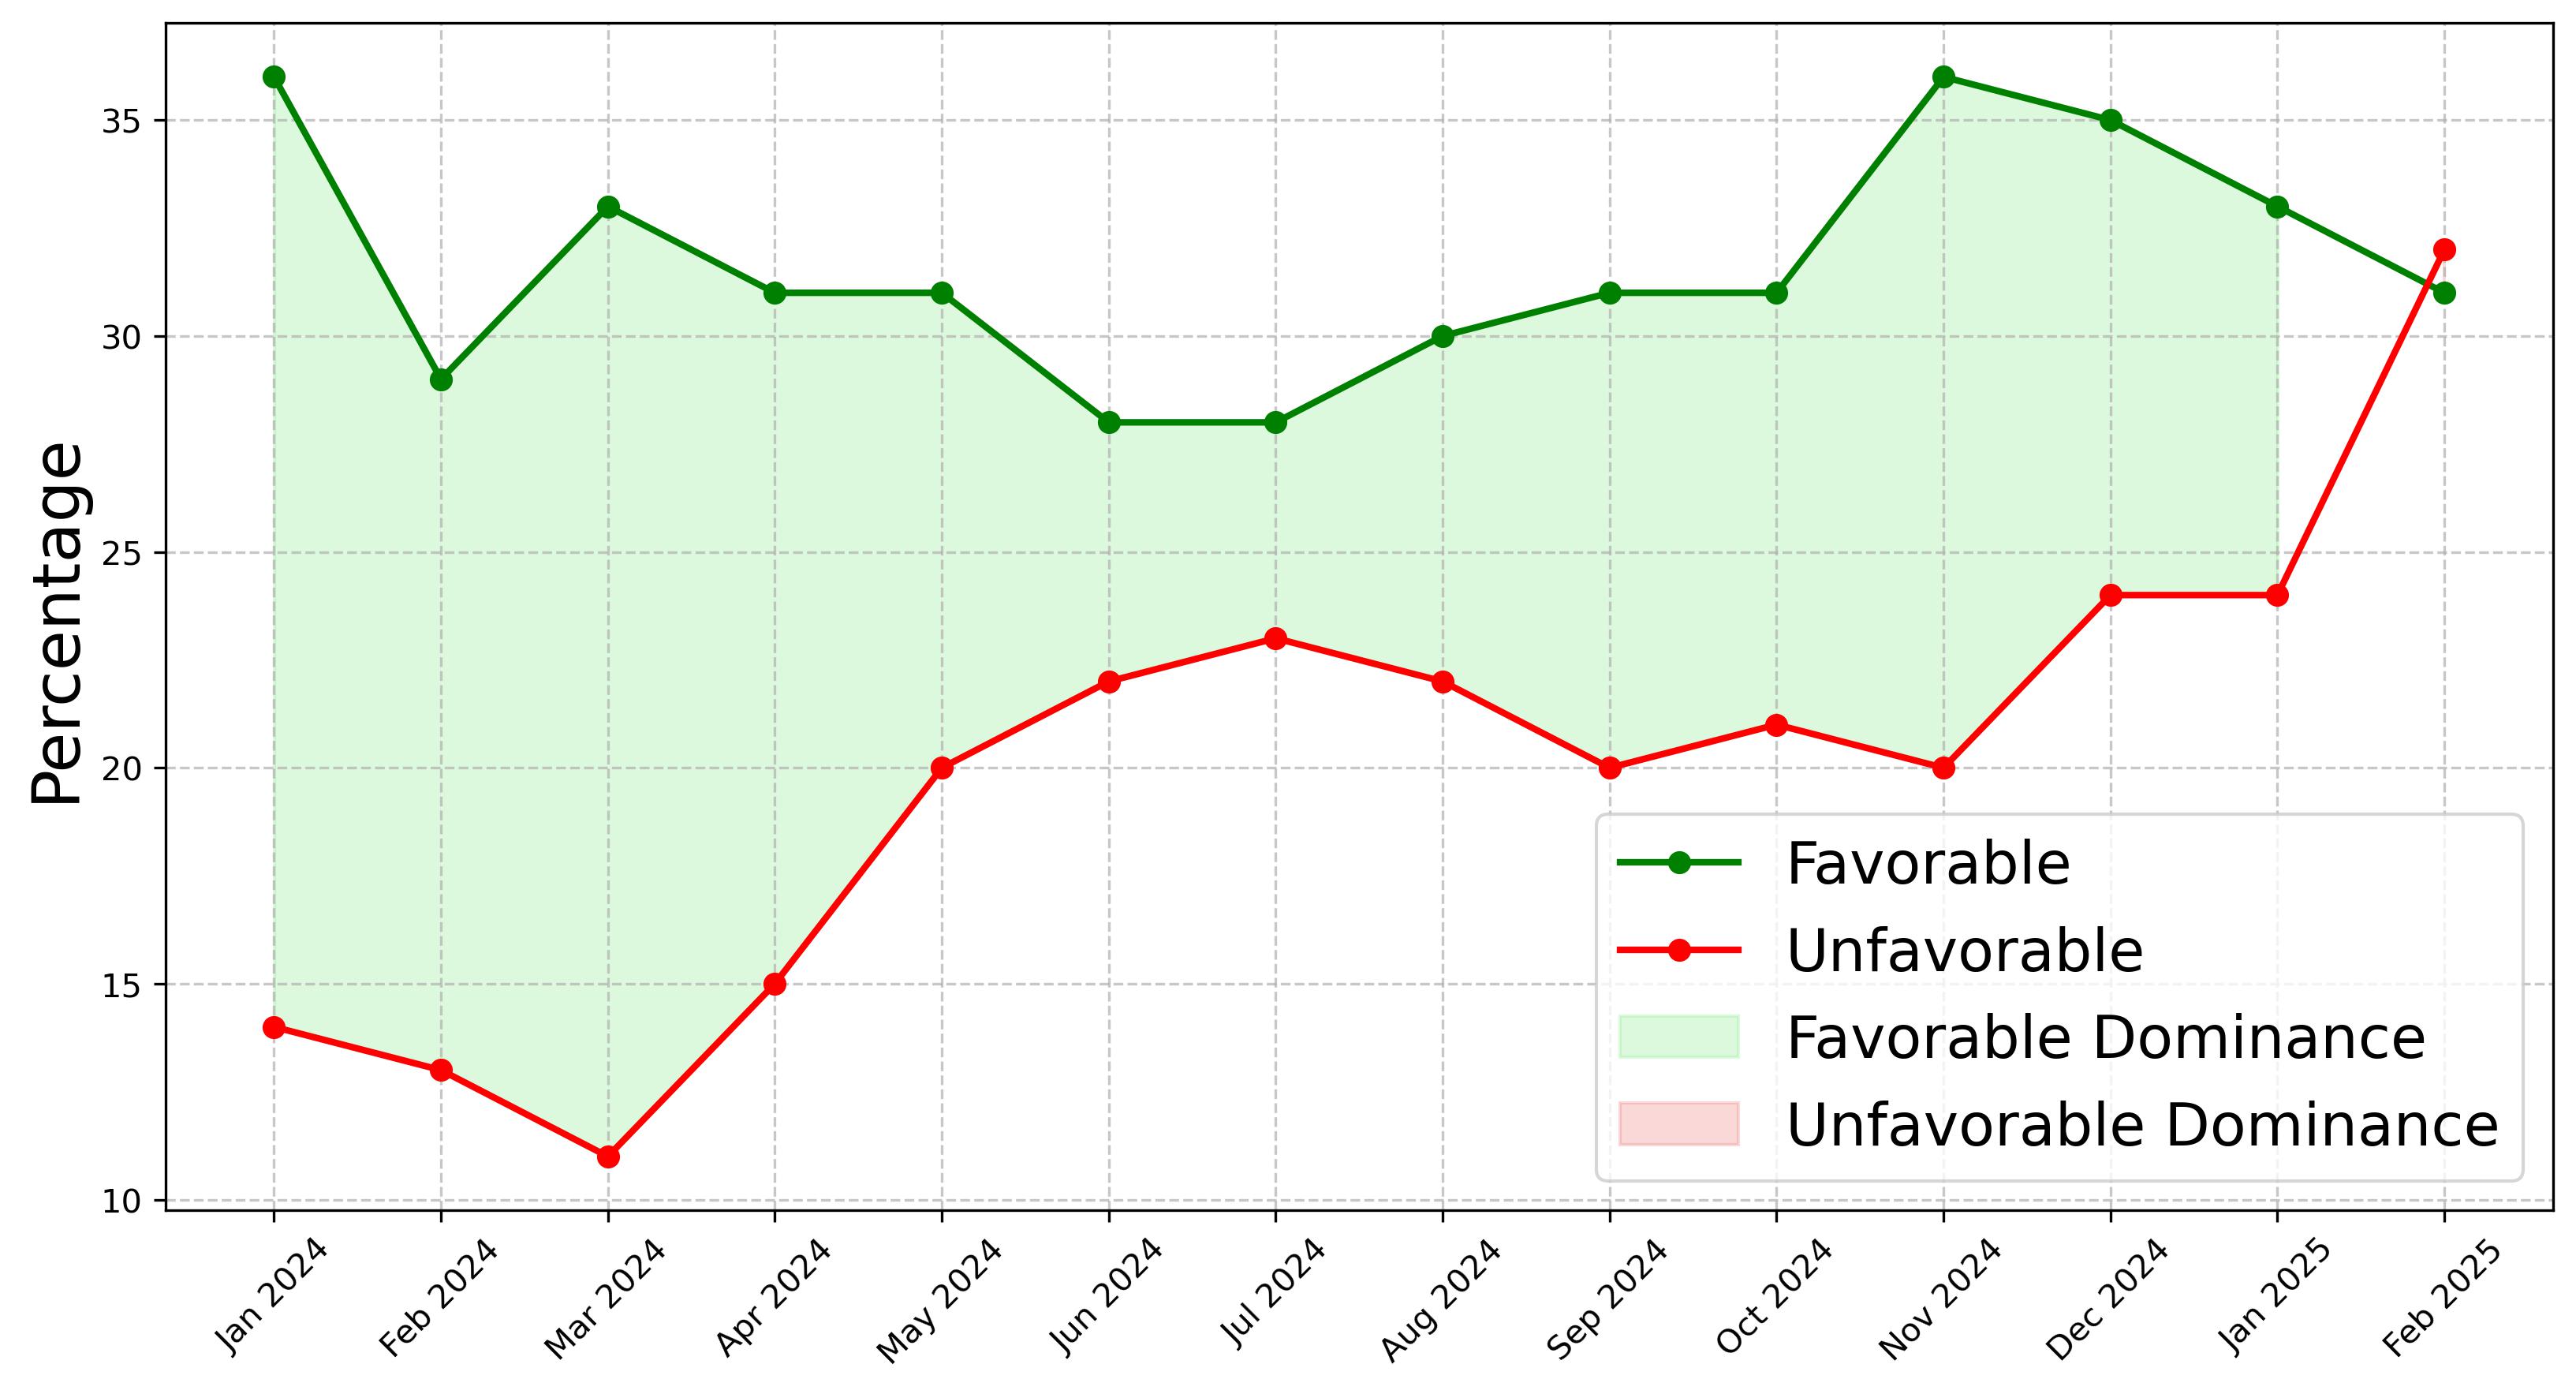 Percentage
35
30
25
20
15
10
Favorable
Unfavorable
Favorable Dominance
Unfavorable Dominance
Jan 2024
Feb 2024
Mar 2024
Apr 2024
May 2024
Jun 2024
Jul 2024
Aug 2024
Sep 2024
Oct 2024
Nov 2024
Dec 2024
Jan 2025
Feb 2025